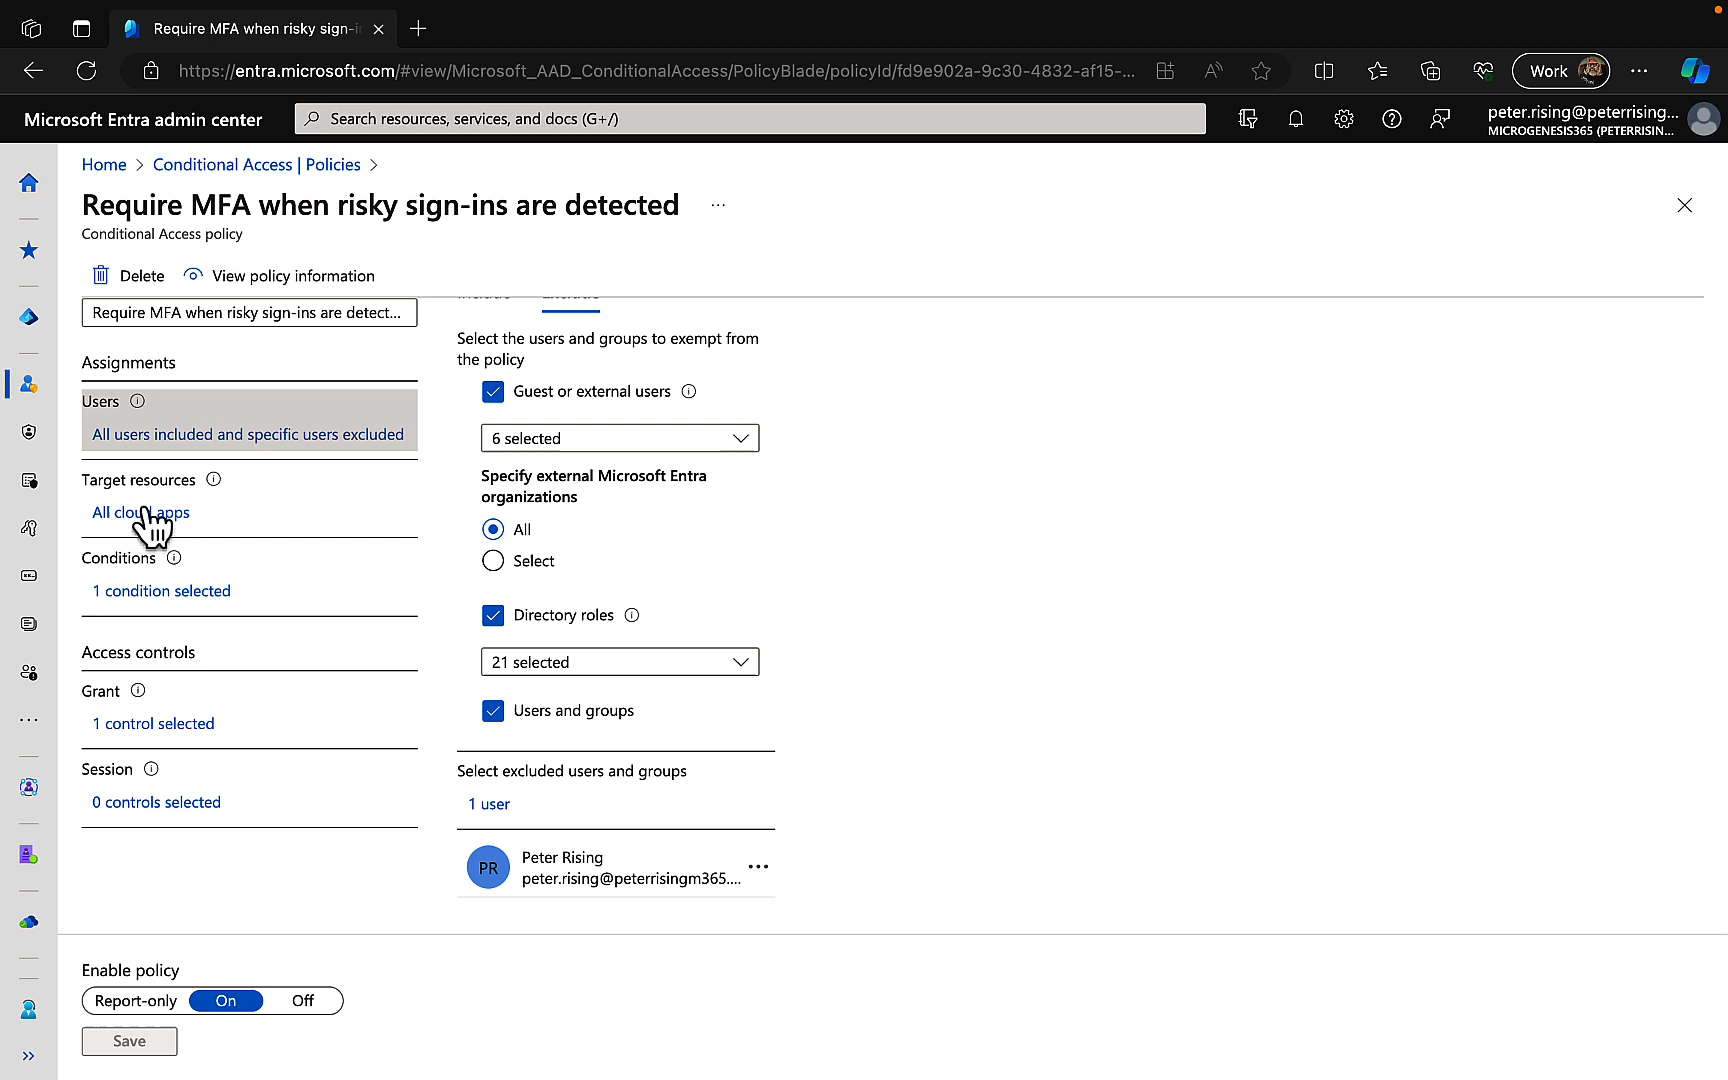 Require MFA when risky sign-i
https://entra.microsoft.com/#view/Microsoft_AAD_ConditionalAccess/PolicyBlade/policyId/fd9e902a-9c30-4832-af15-...
Work
Microsoft Entra admin center
Search resources, services, and docs (G+/)
peter.rising@peterrising...
MICROGENESIS365 (PETERRISIN...
Home > Conditional Access | Policies >
Require MFA when risky sign-ins are detected ...
Conditional Access policy
Delete
View policy information
Include
Exclude
Require MFA when risky sign-ins are detect...
Assignments
Users
All users included and specific users excluded
Target resources
All cloud apps
Conditions
1 condition selected
Access controls
Grant
1 control selected
Session
0 controls selected
Select the users and groups to exempt from
the policy
Guest or external users
6 selected
Specify external Microsoft Entra
organizations
All
Select
Directory roles
21 selected
Users and groups
Select excluded users and groups
1 user
PR
Peter Rising
peter.rising@peterrisingm365....
Enable policy
Report-only
On
Off
Save